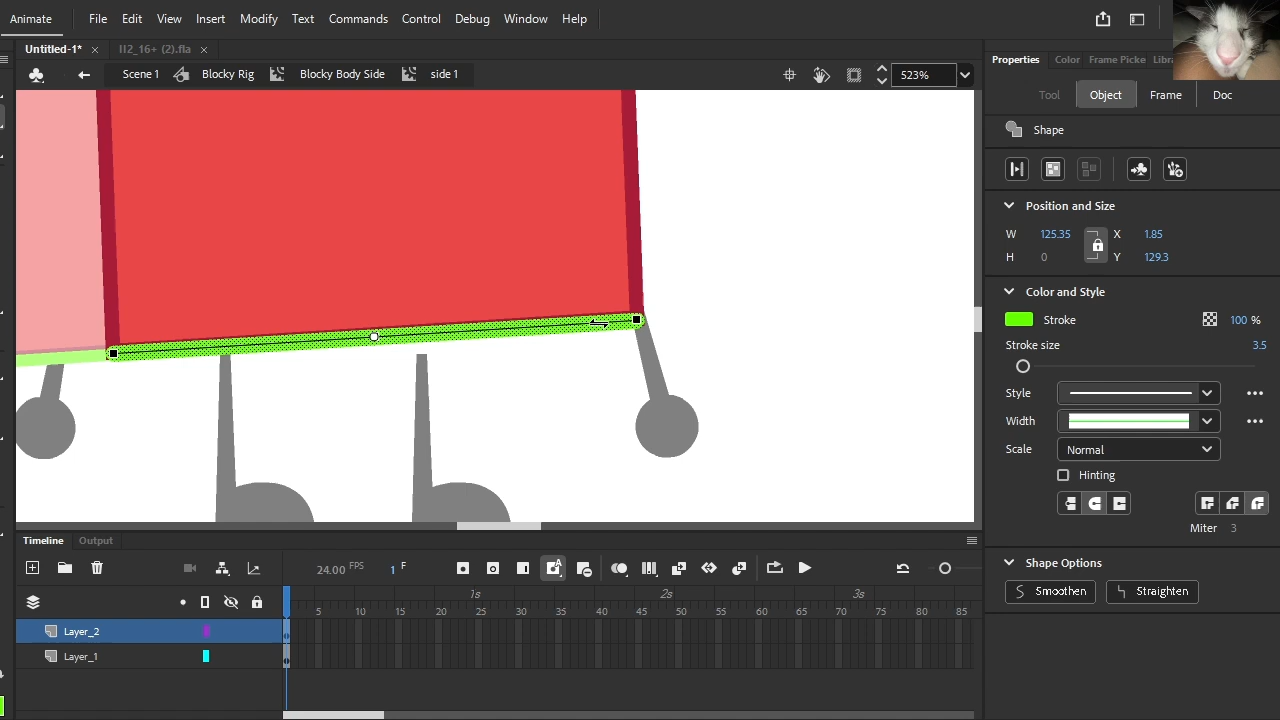 Animate File Edit View Insert Modify Text Commands Control Debug Window Help
Untitled-1* × II2_16+ (2).fla ×
Scene 1 Blocky Rig Blocky Body Side side 1 523%
Properties Color Frame Picke Libra
Tool Object Frame Doc
Shape
Position and Size
W 125.35 X 1.85
H 0 Y 129.3
Color and Style
Stroke 100 %
Stroke size 3.5
Style
Width
Scale Normal
Hinting
Miter 3
Shape Options
Smoothen Straighten
Timeline Output
24.00 FPS 1 F
1s 2s 3s
5 10 15 20 25 30 35 40 45 50 55 60 65 70 75 80 85
Layer_2
Layer_1